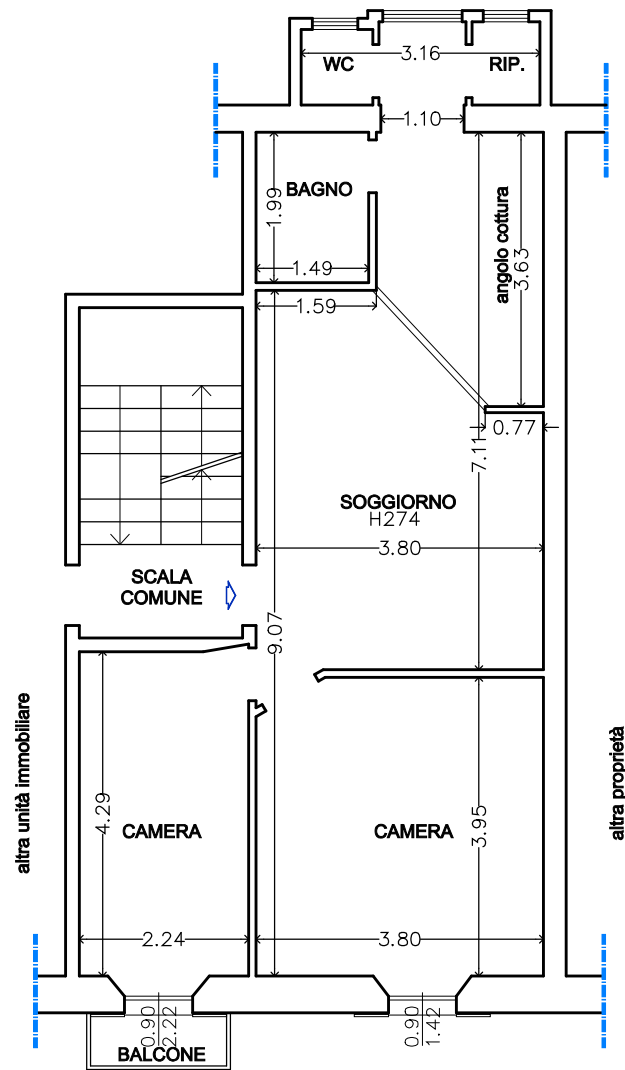 WC
3.16
RIP.
1.10
BAGNO
1.99
1.49
1.59
angolo cottura
3.63
0.77
7.11
SOGGIORNO
H274
3.80
SCALA
COMUNE
9.07
altra unità immobiliare
altra proprietà
4.29
CAMERA
CAMERA
3.95
2.24
3.80
0.90
2.22
0.90
1.42
BALCONE